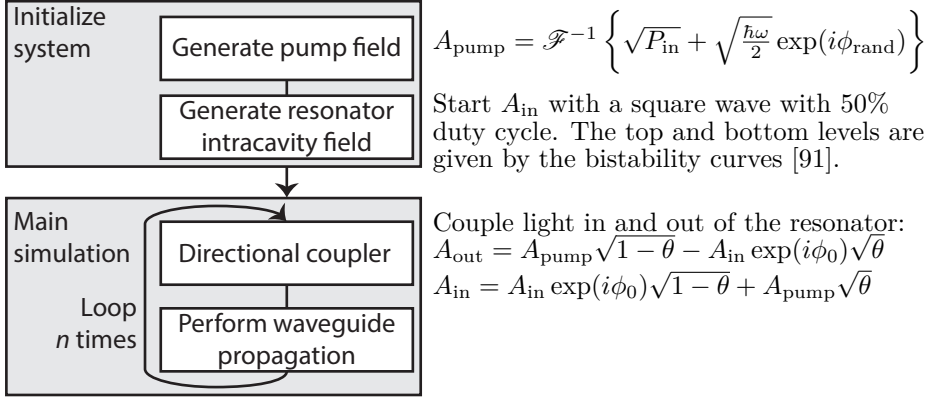 Initialize
system
Generate pump field
Generate resonator
intracavity field
A_pump = ℱ⁻¹ { √P_in + √(ħω/2) exp(iϕ_rand) }
Start A_in with a square wave with 50%
duty cycle. The top and bottom levels are
given by the bistability curves [91].
Main
simulation
Directional coupler
Loop
n times
Perform waveguide
propagation
Couple light in and out of the resonator:
A_out = A_pump√(1 − θ) − A_in exp(iϕ₀)√θ
A_in = A_in exp(iϕ₀)√(1 − θ) + A_pump√θ